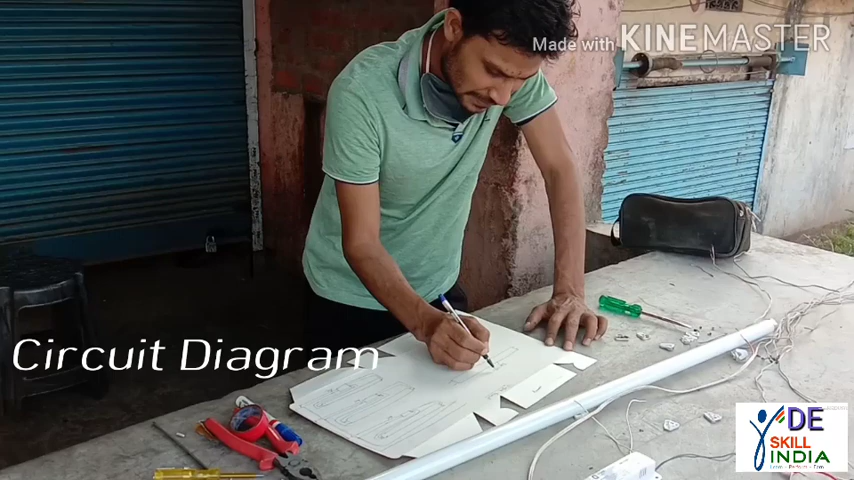 Made with KINEMASTER
Circuit Diagram
DE
SKILL
INDIA